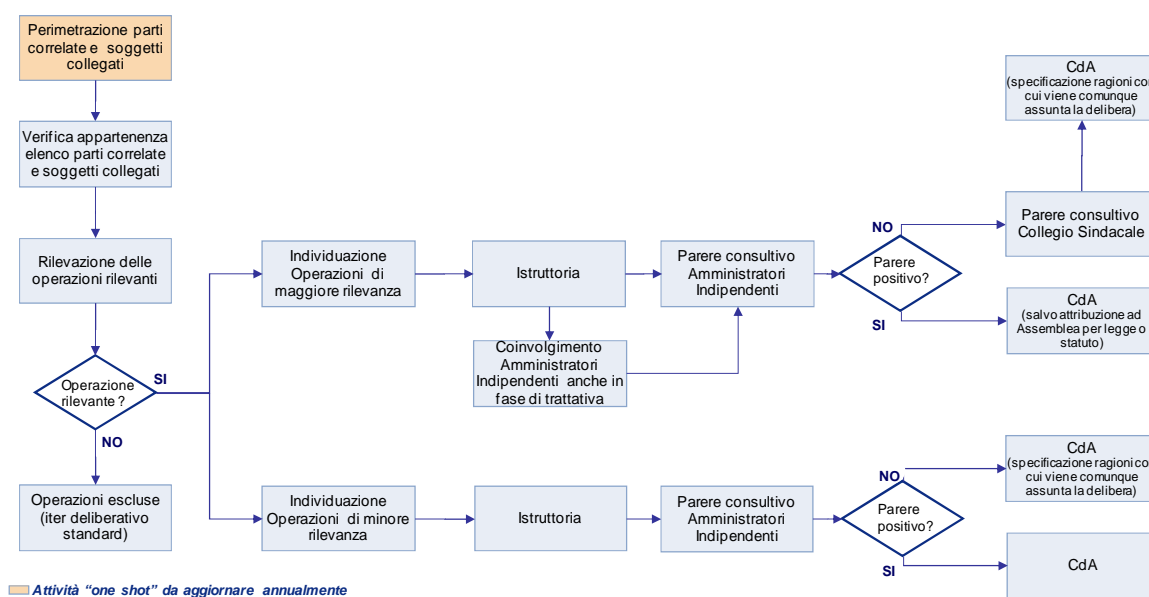 Perimetrazione parti
correlate e soggetti
collegati
Verifica appartenenza
elenco parti correlate
e soggetti collegati
Rilevazione delle
operazioni rilevanti
Operazione
rilevante ?
SI
NO
Operazioni escluse
(iter deliberativo
standard)
Individuazione
Operazioni di
maggiore rilevanza
Istruttoria
Coinvolgimento
Amministratori
Indipendenti anche in
fase di trattativa
Parere consultivo
Amministratori
Indipendenti
Parere
positivo?
NO
SI
Parere consultivo
Collegio Sindacale
CdA
(specificazione ragioni co
cui viene comunque
assunta la delibera)
CdA
(salvo attribuzione ad
Assemblea per legge o
statuto)
Individuazione
Operazioni di minore
rilevanza
Istruttoria
Parere consultivo
Amministratori
Indipendenti
Parere
positivo?
NO
SI
CdA
(specificazione ragioni co
cui viene comunque
assunta la delibera)
CdA
Attività “one shot” da aggiornare annualmente